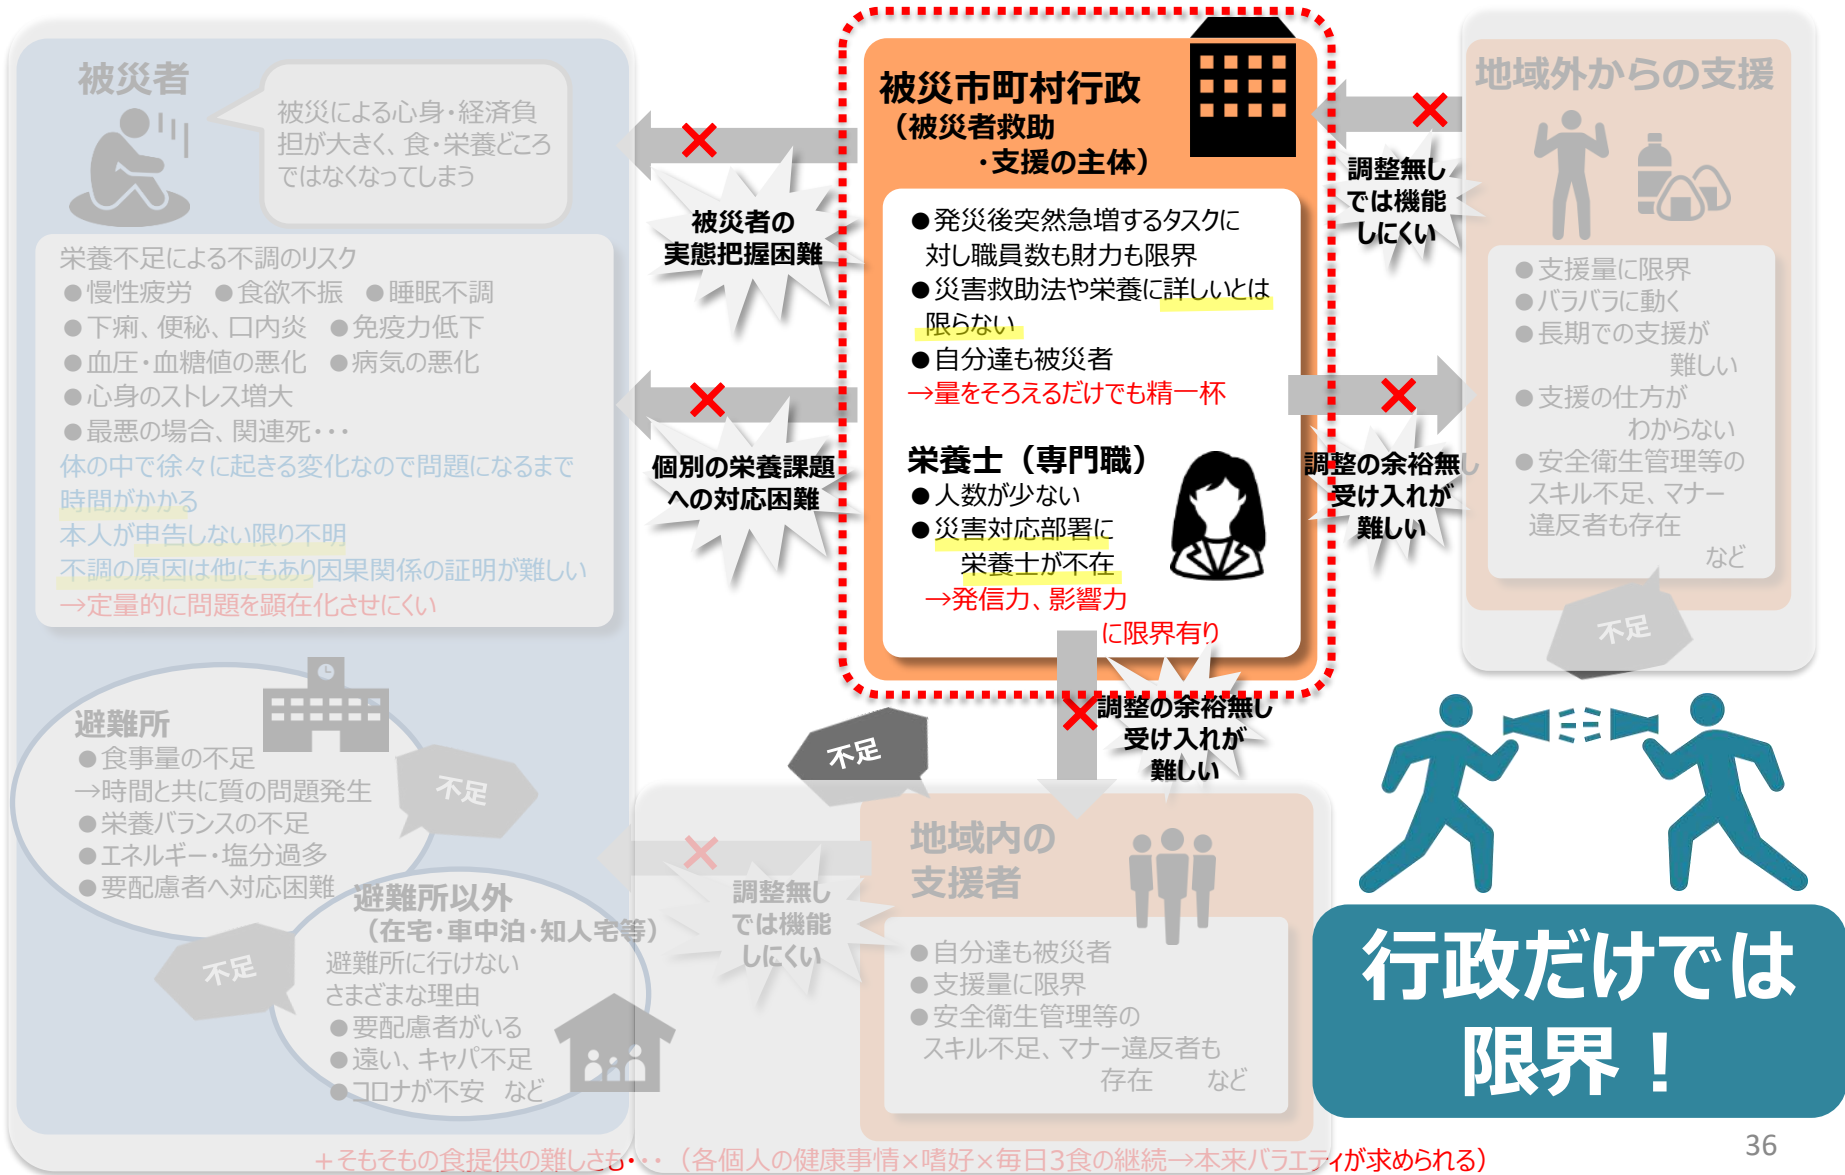 被災者
被災による心身・経済負
担が大きく、食・栄養どころ
ではなくなってしまう
栄養不足による不調のリスク
●慢性疲労 ●食欲不振 ●睡眠不調
●下痢、便秘、口内炎 ●免疫力低下
●血圧・血糖値の悪化 ●病気の悪化
●心身のストレス増大
●最悪の場合、関連死・・・
体の中で徐々に起きる変化なので問題になるまで
時間がかかる
本人が申告しない限り不明
不調の原因は他にもあり因果関係の証明が難しい
→定量的に問題を顕在化させにくい
避難所
●食事量の不足
→時間と共に質の問題発生
●栄養バランスの不足
●エネルギー・塩分過多
●要配慮者へ対応困難
不足
避難所以外
（在宅・車中泊・知人宅等）
避難所に行けない
さまざまな理由
●要配慮者がいる
●遠い、キャパ不足
●コロナが不安 など
不足
被災者の
実態把握困難
個別の栄養課題
への対応困難
被災市町村行政
（被災者救助
・支援の主体）
●発災後突然急増するタスクに
対し職員数も財力も限界
●災害救助法や栄養に詳しいとは
限らない
●自分達も被災者
→量をそろえるだけでも精一杯
栄養士（専門職）
●人数が少ない
●災害対応部署に
栄養士が不在
→発信力、影響力
に限界有り
調整無し
では機能
しにくい
調整の余裕無し
受け入れが
難しい
地域外からの支援
●支援量に限界
●バラバラに動く
●長期での支援が
難しい
●支援の仕方が
わからない
●安全衛生管理等の
スキル不足、マナー
違反者も存在
など
不足
調整の余裕無し
受け入れが
難しい
不足
調整無し
では機能
しにくい
地域内の
支援者
●自分達も被災者
●支援量に限界
●安全衛生管理等の
スキル不足、マナー違反者も
存在 など
行政だけでは
限界！
＋そもそもの食提供の難しさも・・・（各個人の健康事情×嗜好×毎日3食の継続→本来バラエティが求められる）
36